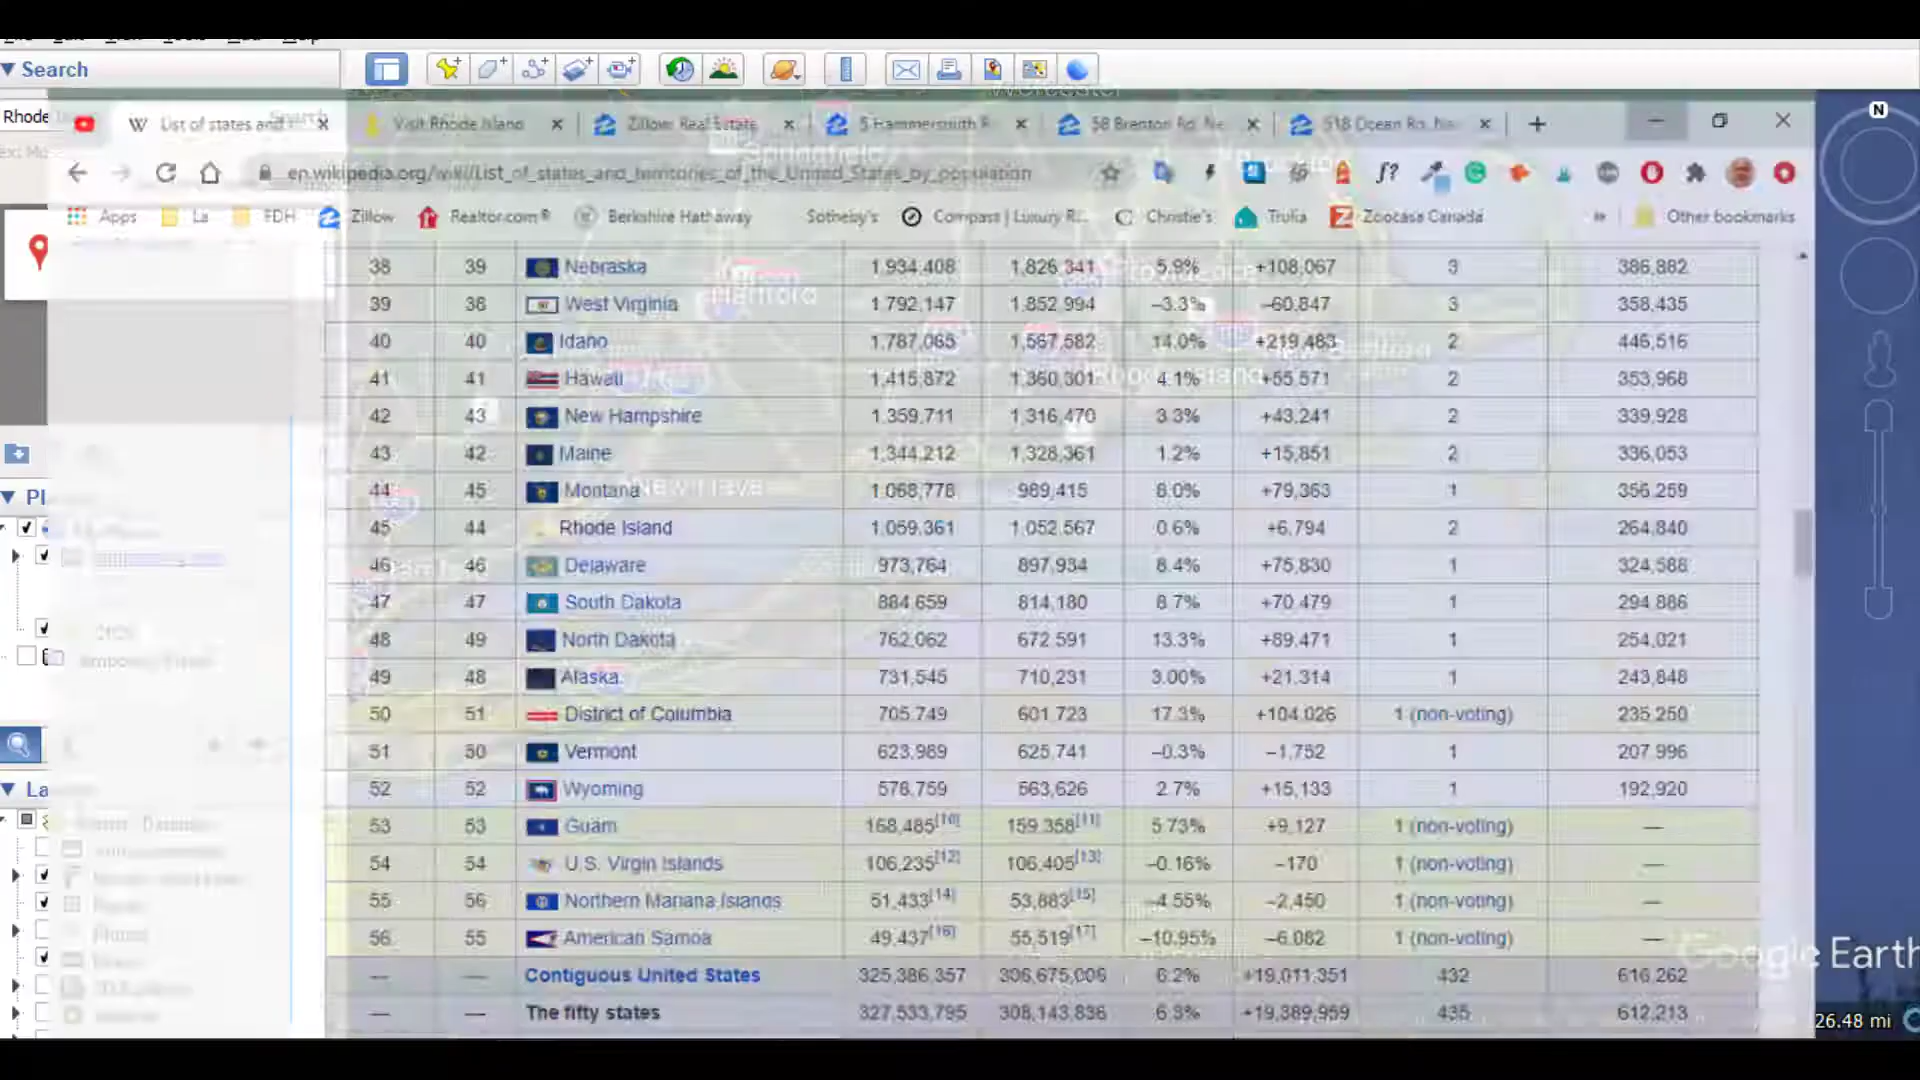 Search
Rhode
List of states and
Visit Rhode Island
Zillow: Real Estate
5 Hammersmith R
58 Brenton Rd, Ne
518 Ocean Rd, Na
en.wikipedia.org/wiki/List_of_states_and_territories_of_the_United_States_by_population
Apps La FDH Zillow Realtor.com® Berkshire Hathaway Sotheby's Compass | Luxury R... Christie's Trulia Zoocasa Canada » Other bookmarks
38 39 Nebraska 1,934,408 1,826,341 5.9% +108,067 3 386,882
39 38 West Virginia 1,792,147 1,852,994 –3.3% –60,847 3 358,435
40 40 Idaho 1,787,065 1,567,582 14.0% +219,483 2 446,516
41 41 Hawaii 1,415,872 1,360,301 4.1% +55,571 2 353,968
42 43 New Hampshire 1,359,711 1,316,470 3.3% +43,241 2 339,928
43 42 Maine 1,344,212 1,328,361 1.2% +15,851 2 336,053
44 45 Montana 1,068,778 989,415 8.0% +79,363 1 356,259
45 44 Rhode Island 1,059,361 1,052,567 0.6% +6,794 2 264,840
46 46 Delaware 973,764 897,934 8.4% +75,830 1 324,588
47 47 South Dakota 884,659 814,180 8.7% +70,479 1 294,886
48 49 North Dakota 762,062 672,591 13.3% +89,471 1 254,021
49 48 Alaska 731,545 710,231 3.00% +21,314 1 243,848
50 51 District of Columbia 705,749 601,723 17.3% +104,026 1 (non-voting) 235,250
51 50 Vermont 623,989 625,741 –0.3% –1,752 1 207,996
52 52 Wyoming 578,759 563,626 2.7% +15,133 1 192,920
53 53 Guam 168,485[10] 159,358[11] 5.73% +9,127 1 (non-voting) —
54 54 U.S. Virgin Islands 106,235[12] 106,405[13] –0.16% –170 1 (non-voting) —
55 56 Northern Mariana Islands 51,433[14] 53,883[15] –4.55% –2,450 1 (non-voting) —
56 55 American Samoa 49,437[16] 55,519[17] –10.95% –6,082 1 (non-voting) —
— — Contiguous United States 325,386,357 306,675,006 6.2% +19,011,351 432 616,262
— — The fifty states 327,533,795 308,143,836 6.3% +19,389,959 435 612,213
Pl
La
Hartford
Rhode Island
Google Earth
26.48 mi
N